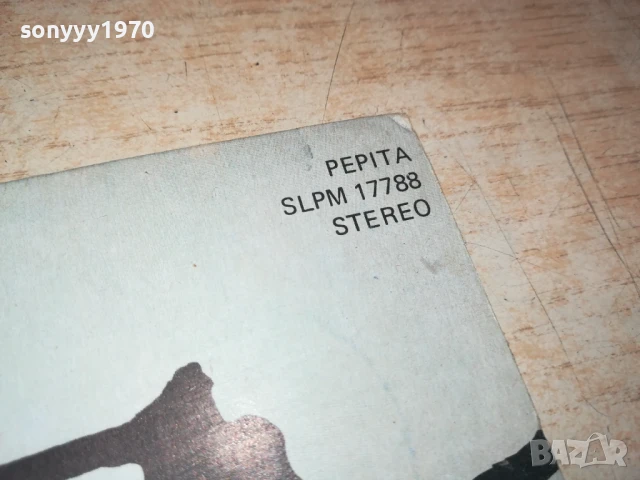 sonyyy1970
PEPITA
SLPM 17788
STEREO
BAZAR